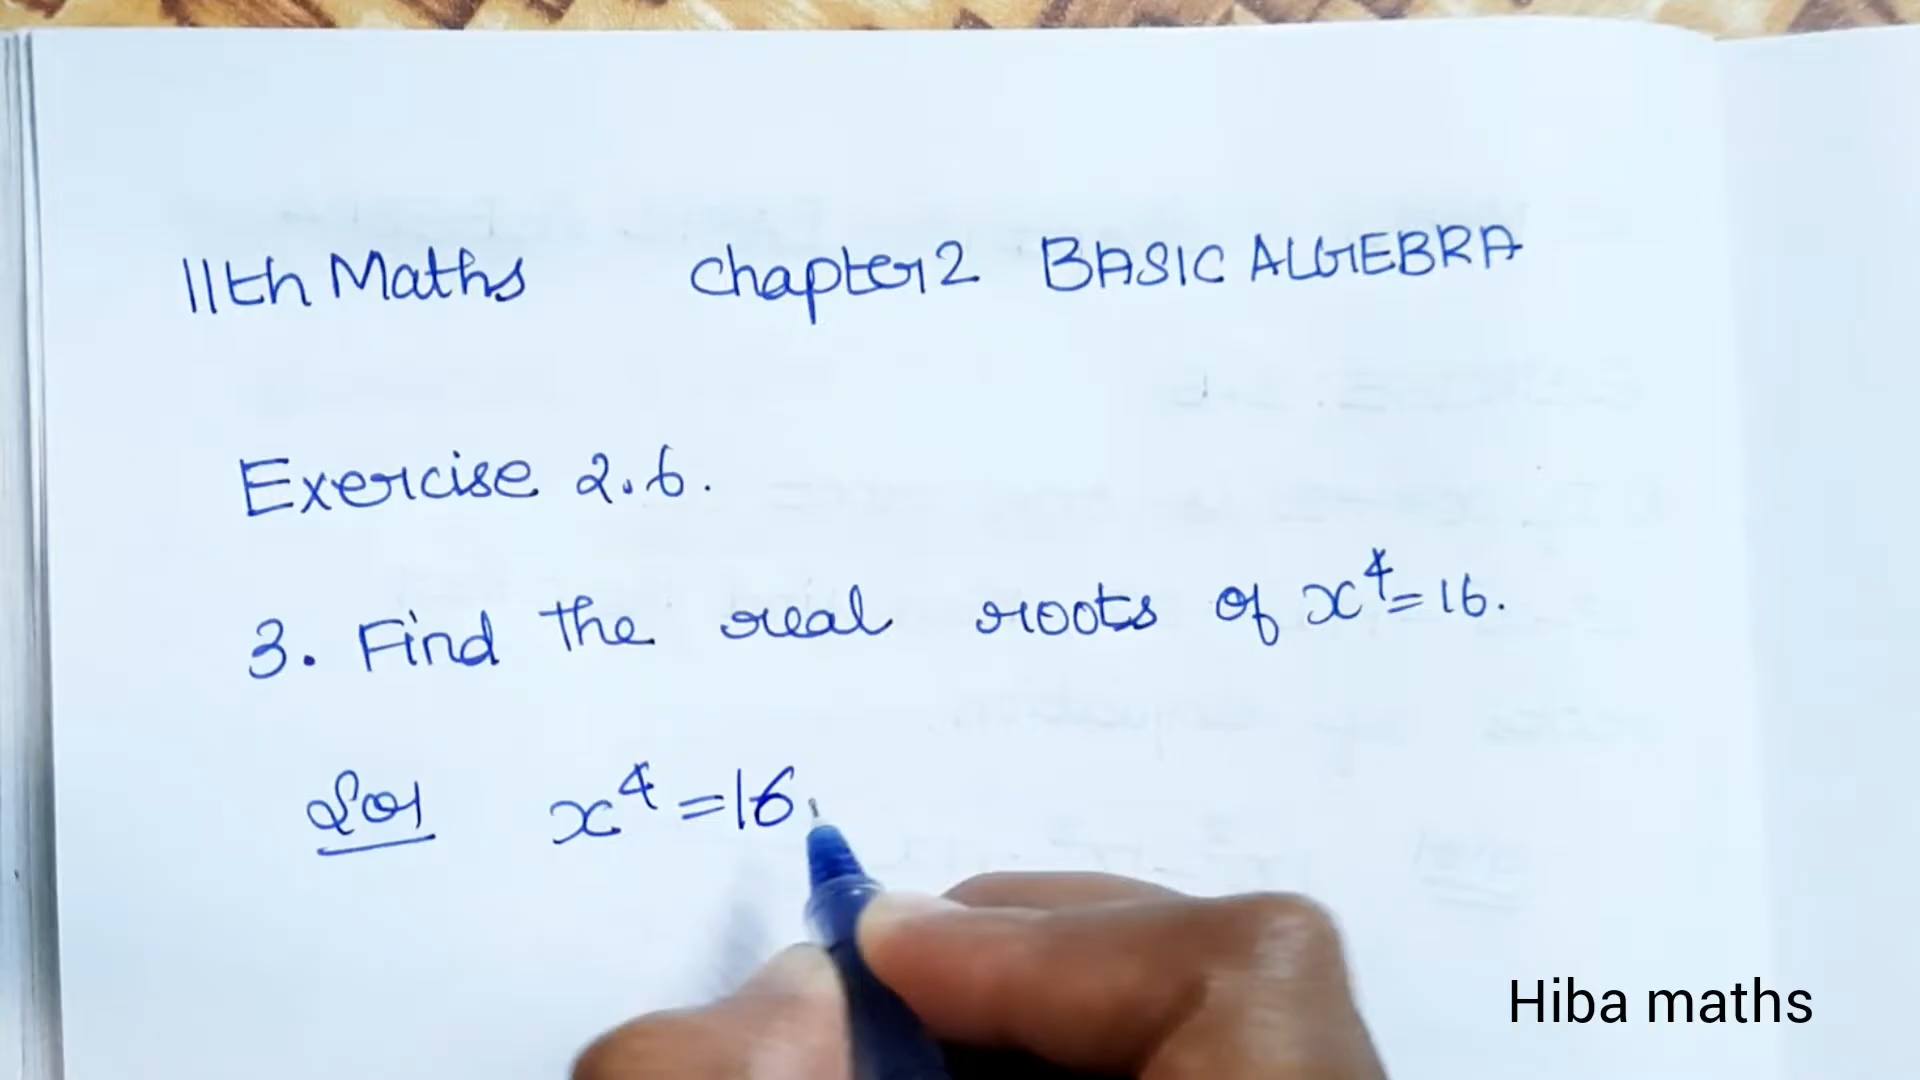 11th Maths chapter 2 BASIC ALGEBRA
Exercise 2.6.
3. Find the real roots of x⁴=16.
Sol x⁴=16
Hiba maths